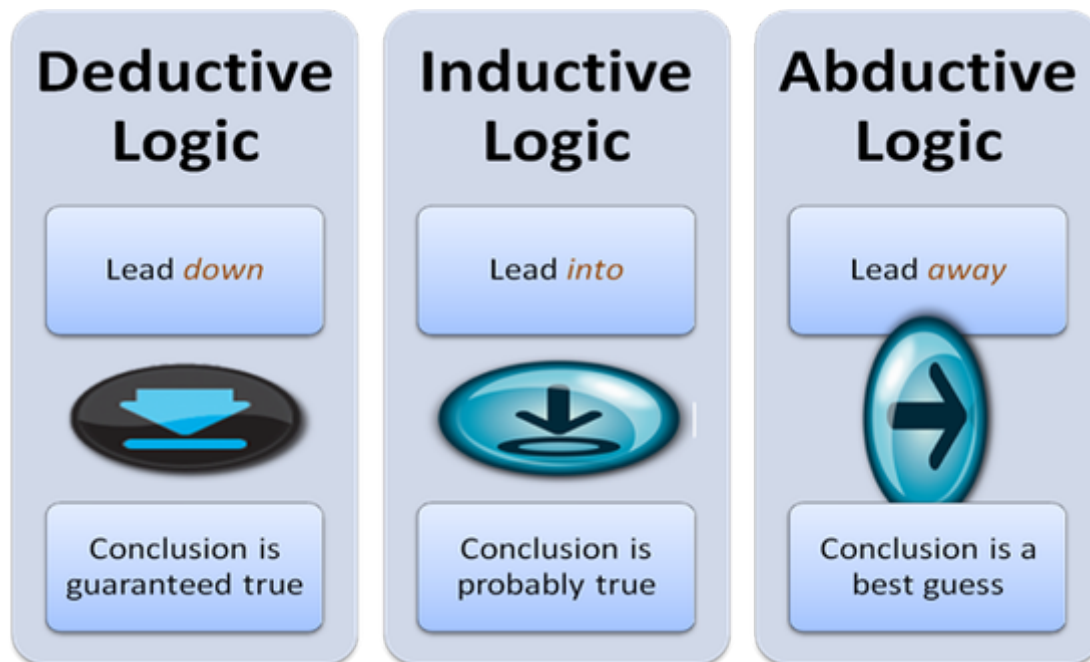 Deductive
Logic
Lead down
Conclusion is
guaranteed true
Inductive
Logic
Lead into
Conclusion is
probably true
Abductive
Logic
Lead away
Conclusion is a
best guess